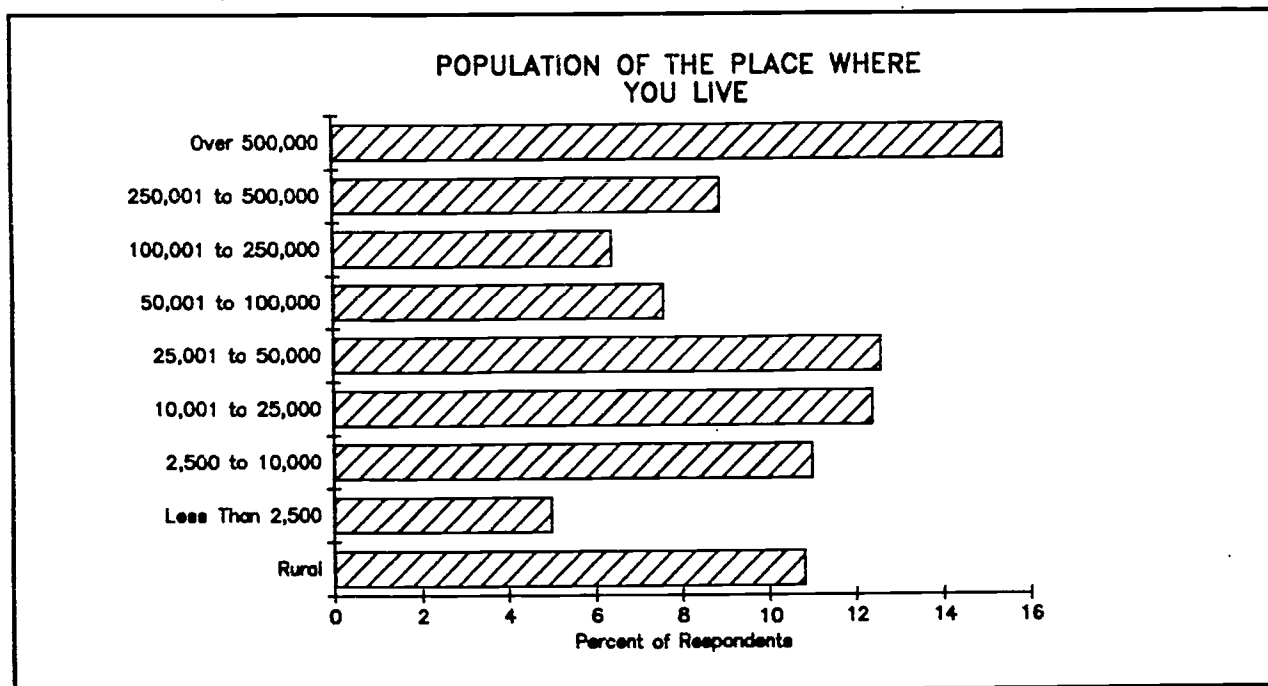 POPULATION OF THE PLACE WHERE
YOU LIVE
Over 500,000
250,001 to 500,000
100,001 to 250,000
50,001 to 100,000
25,001 to 50,000
10,001 to 25,000
2,500 to 10,000
Less Than 2,500
Rural
0 2 4 6 8 10 12 14 16
Percent of Respondents